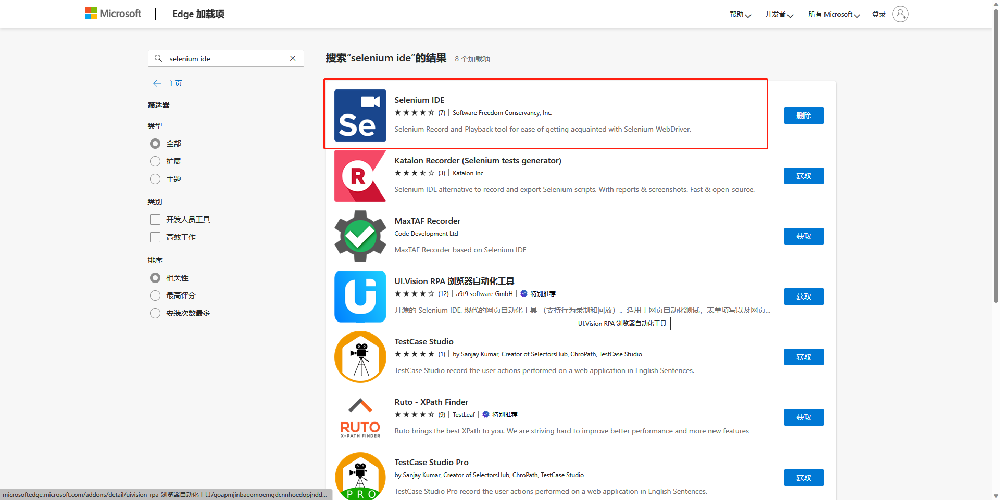 Microsoft
Edge 加载项
帮助
开发者
所有 Microsoft
登录
selenium ide
主页
筛选器
类型
全部
扩展
主题
类别
开发人员工具
高效工作
排序
相关性
最高评分
安装次数最多
搜索“selenium ide”的结果 8 个加载项
Se
Selenium IDE
(7) Software Freedom Conservancy, Inc.
Selenium Record and Playback tool for ease of getting acquainted with Selenium WebDriver.
删除
R
Katalon Recorder (Selenium tests generator)
(3) Katalon Inc
Selenium IDE alternative to record and export Selenium scripts. With reports & screenshots. Fast & open-source.
获取
MaxTAF Recorder
Code Development Ltd
MaxTAF Recorder based on Selenium IDE
获取
Ui
UI.Vision RPA 浏览器自动化工具
(12) a9t9 software GmbH 特别推荐
开源的 Selenium IDE, 现代的网页自动化工具 （支持行为录制和回放）。适用于网页自动化测试，表单填写以及网页...
获取
UI.Vision RPA 浏览器自动化工具
TestCase Studio
(1) by Sanjay Kumar, Creator of SelectorsHub, ChroPath, TestCase Studio
TestCase Studio record the user actions performed on a web application in English Sentences.
获取
RUTO
X-PATH FINDER
Ruto - XPath Finder
(9) TestLeaf 特别推荐
Ruto brings the best XPath to you. We are striving hard to improve better performance and more new features
获取
PRO
TestCase Studio Pro
by Sanjay Kumar, Creator of SelectorsHub, ChroPath, TestCase Studio
TestCase Studio Pro record the user actions performed on a web application in English Sentences.
获取
microsoftedge.microsoft.com/addons/detail/uivision-rpa-浏览器自动化工具/goapmjinbaeomoemgdcnnhoedopjndd...